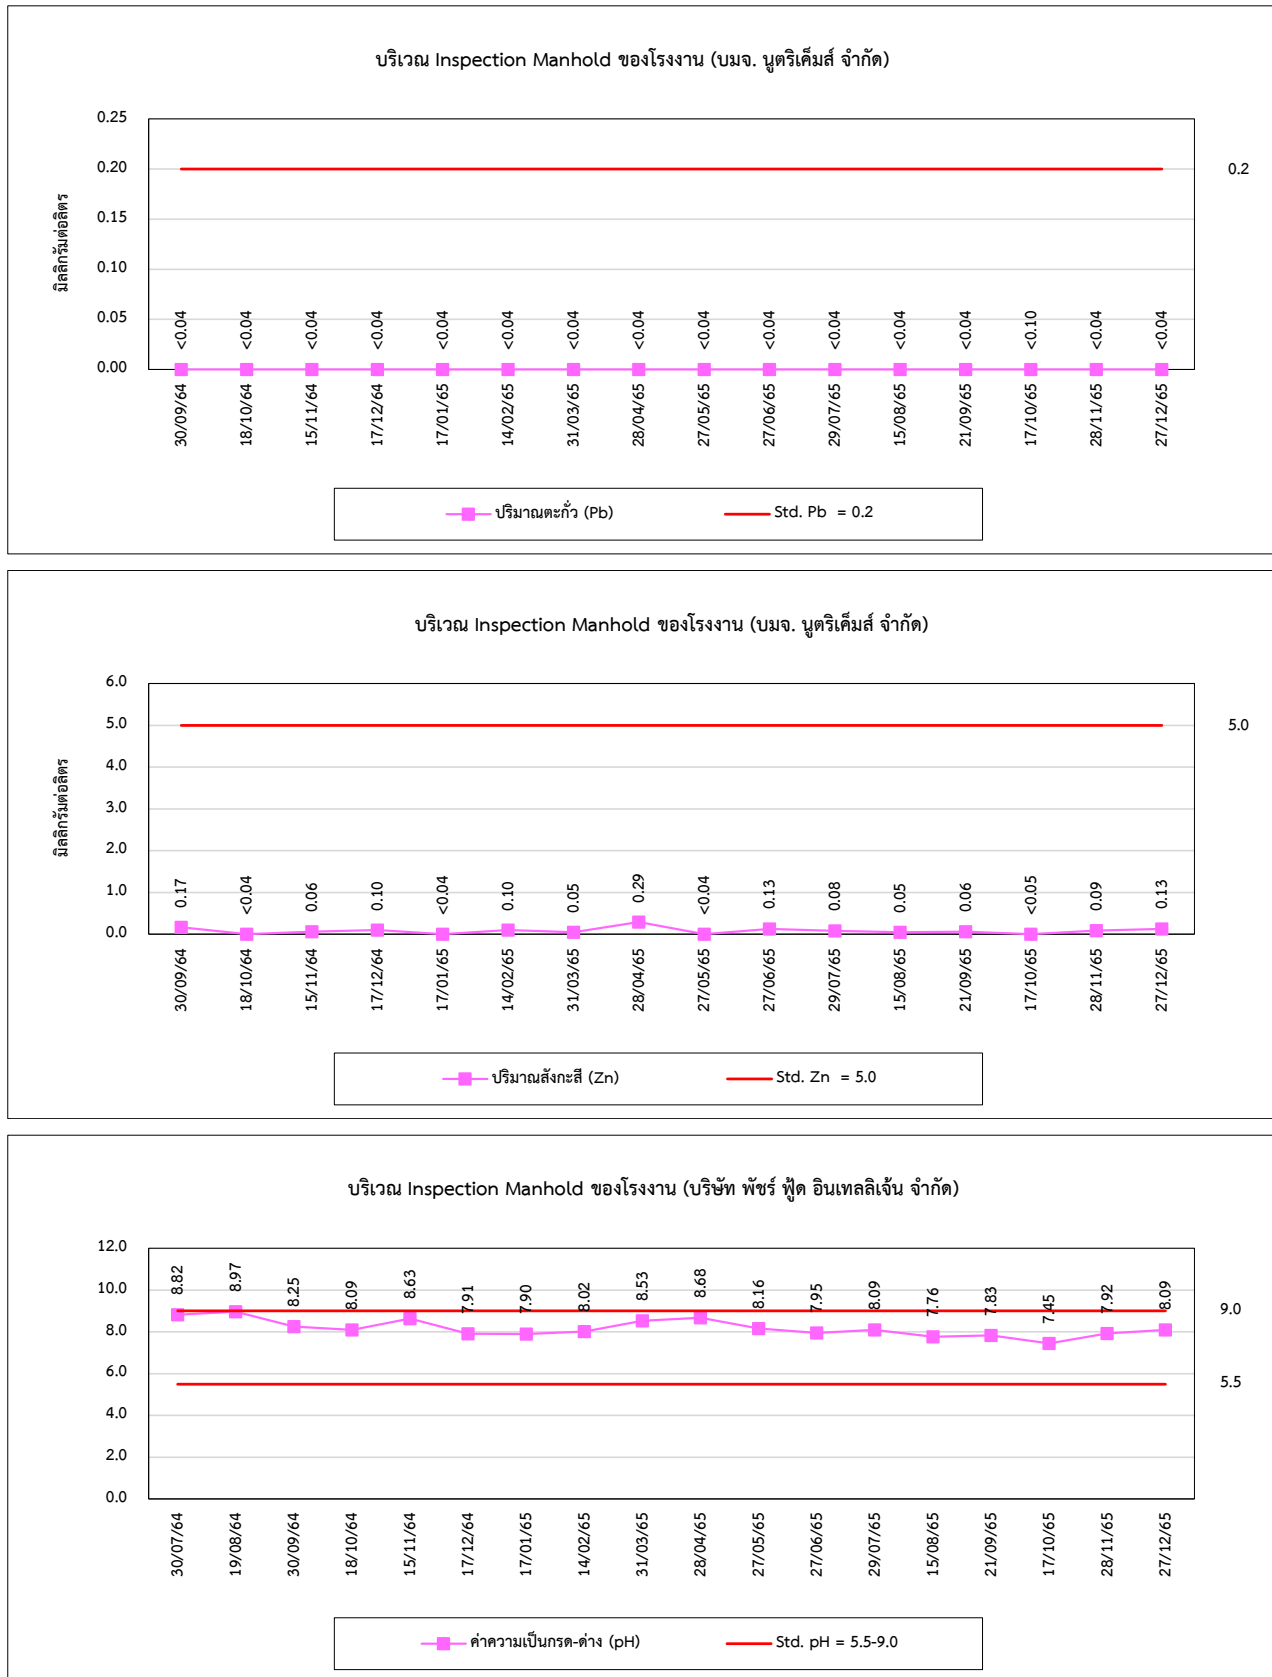 บริเวณ Inspection Manhold ของโรงงาน (บมจ. นูตริเค็มส์ จำกัด)
มิลลิกรัมต่อลิตร
0.25
0.20
0.15
0.10
0.05
0.00
0.2
<0.04 <0.04 <0.04 <0.04 <0.04 <0.04 <0.04 <0.04 <0.04 <0.04 <0.04 <0.04 <0.04 <0.10 <0.04 <0.04
30/09/64 18/10/64 15/11/64 17/12/64 17/01/65 14/02/65 31/03/65 28/04/65 27/05/65 27/06/65 29/07/65 15/08/65 21/09/65 17/10/65 28/11/65 27/12/65
ปริมาณตะกั่ว (Pb) Std. Pb = 0.2
บริเวณ Inspection Manhold ของโรงงาน (บมจ. นูตริเค็มส์ จำกัด)
มิลลิกรัมต่อลิตร
6.0
5.0
4.0
3.0
2.0
1.0
0.0
5.0
0.17 <0.04 0.06 0.10 <0.04 0.10 0.05 0.29 <0.04 0.13 0.08 0.05 0.06 <0.05 0.09 0.13
30/09/64 18/10/64 15/11/64 17/12/64 17/01/65 14/02/65 31/03/65 28/04/65 27/05/65 27/06/65 29/07/65 15/08/65 21/09/65 17/10/65 28/11/65 27/12/65
ปริมาณสังกะสี (Zn) Std. Zn = 5.0
บริเวณ Inspection Manhold ของโรงงาน (บริษัท พัชร์ ฟู้ด อินเทลลิเจ้น จำกัด)
12.0
10.0
8.0
6.0
4.0
2.0
0.0
9.0
5.5
8.82 8.97 8.25 8.09 8.63 7.91 7.90 8.02 8.53 8.68 8.16 7.95 8.09 7.76 7.83 7.45 7.92 8.09
30/07/64 19/08/64 30/09/64 18/10/64 15/11/64 17/12/64 17/01/65 14/02/65 31/03/65 28/04/65 27/05/65 27/06/65 29/07/65 15/08/65 21/09/65 17/10/65 28/11/65 27/12/65
ค่าความเป็นกรด-ด่าง (pH) Std. pH = 5.5-9.0